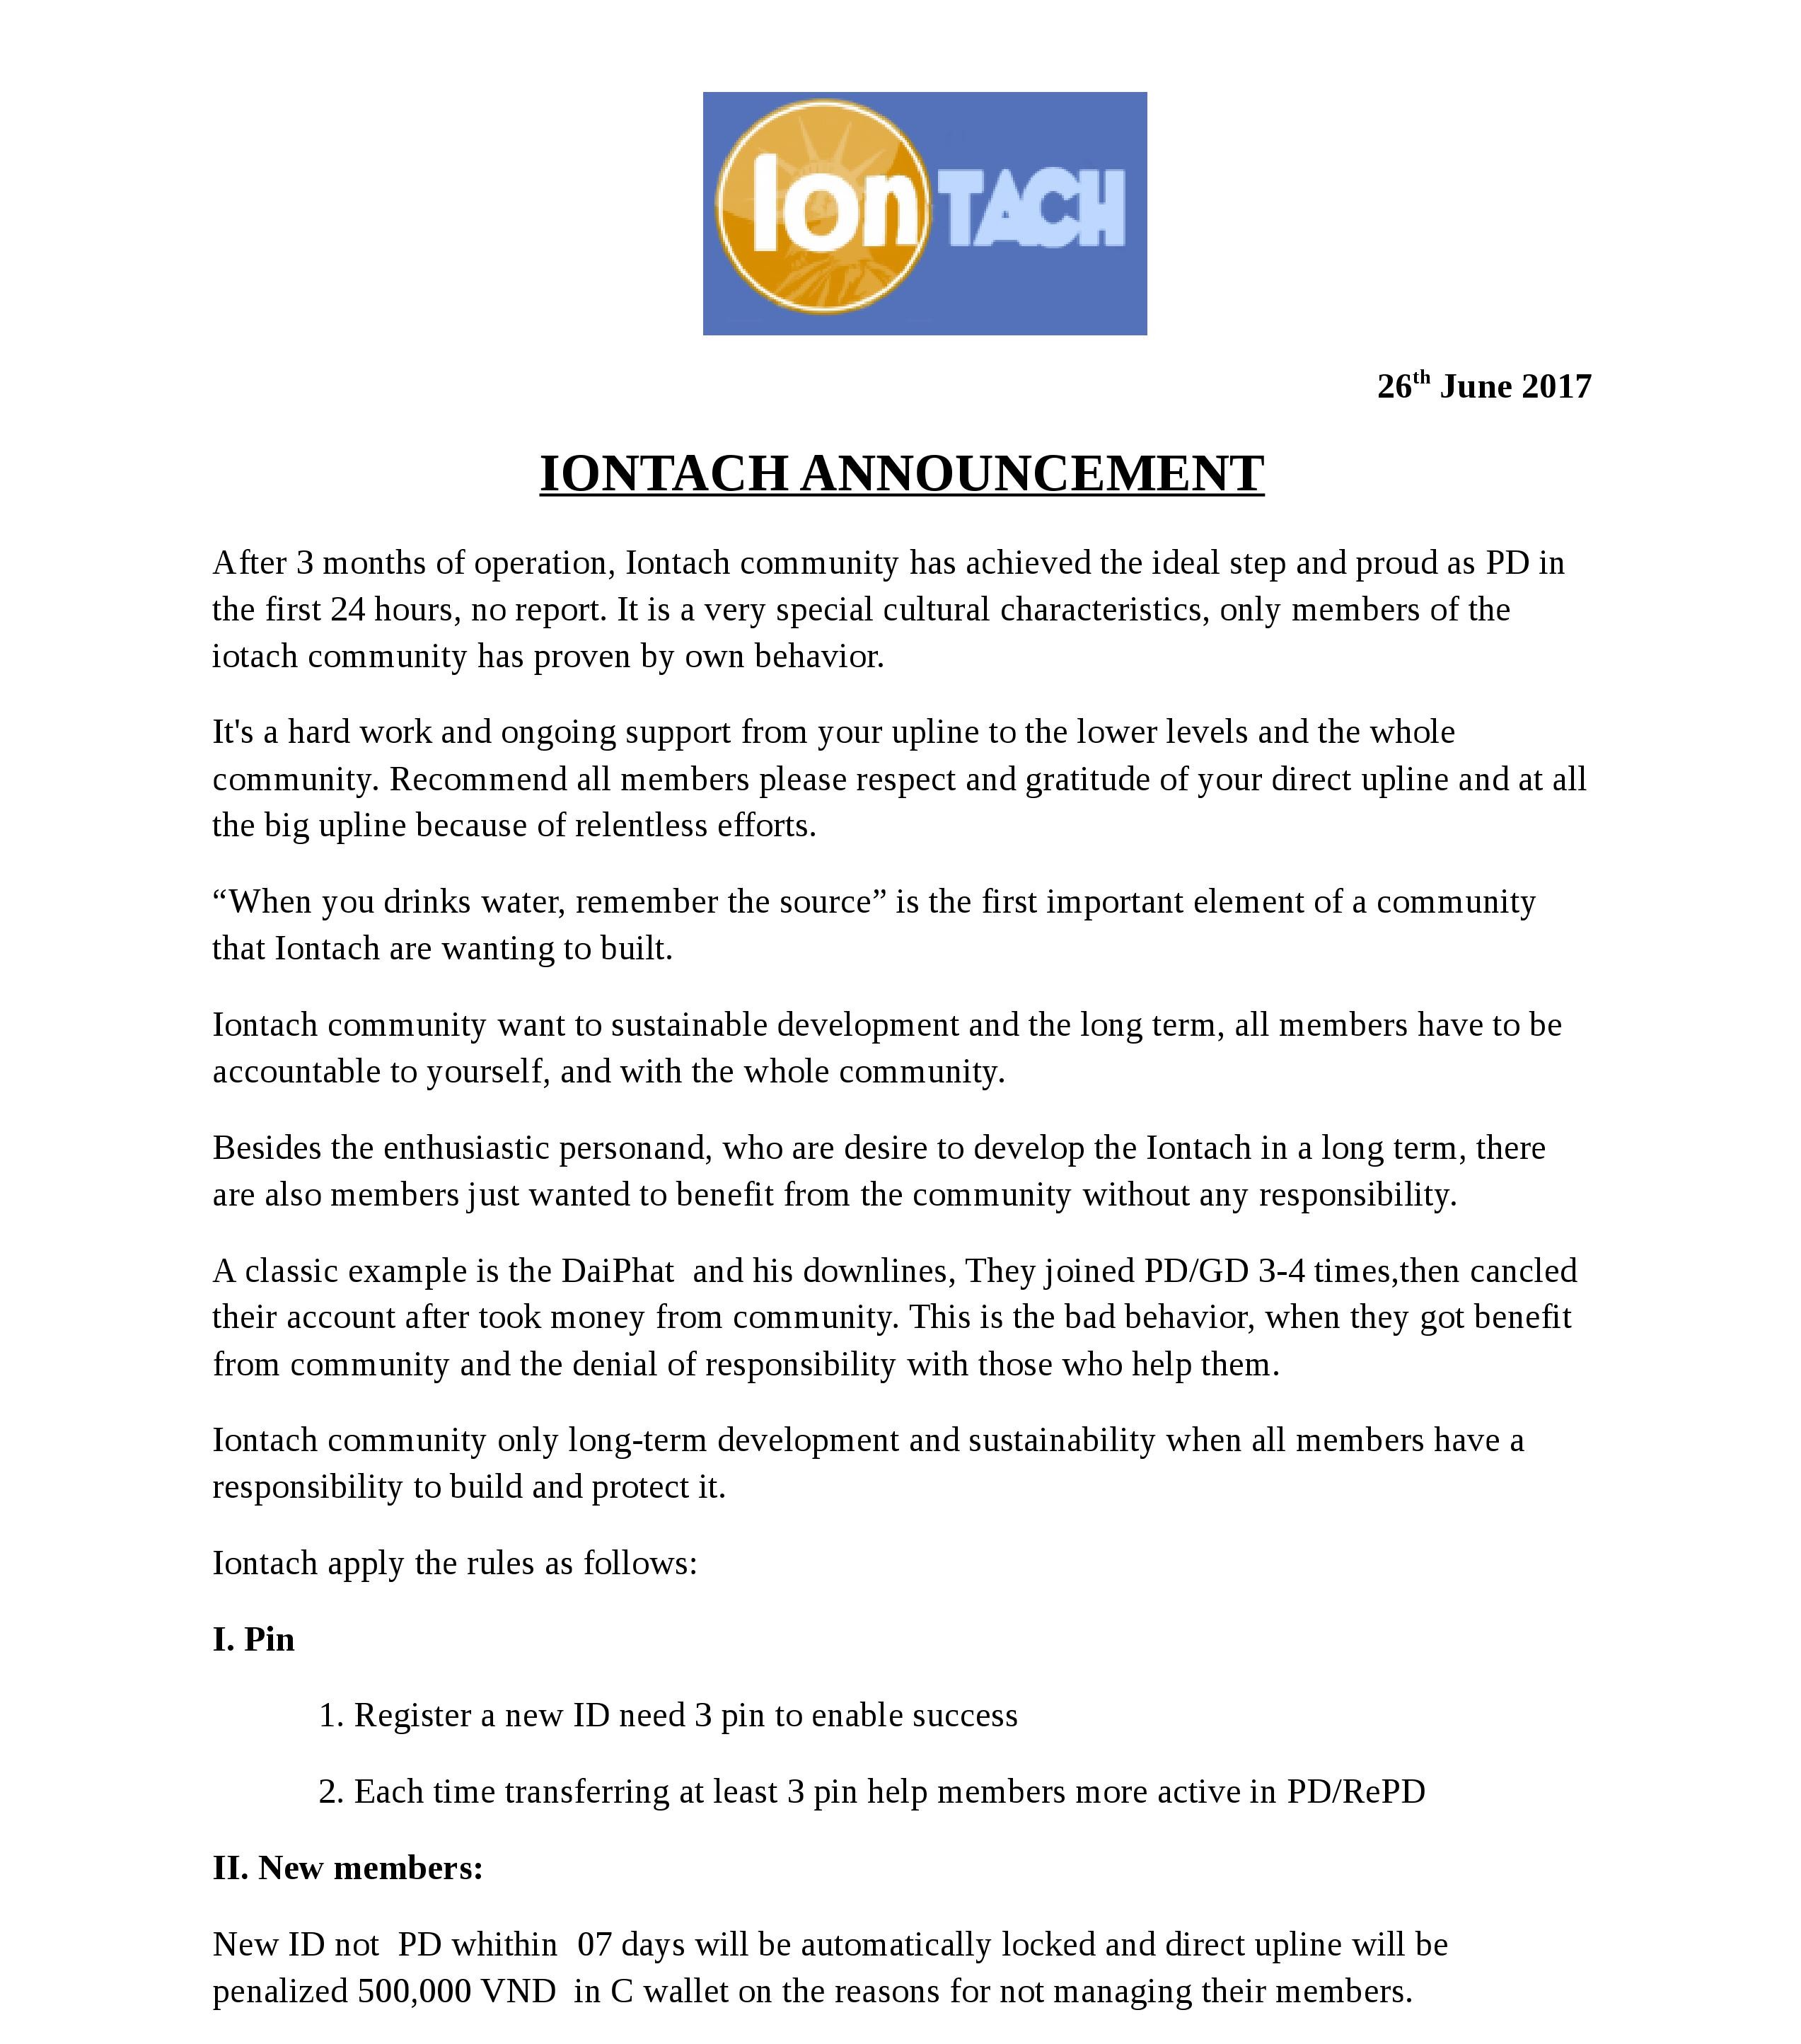 Ion TACH
26th June 2017
IONTACH ANNOUNCEMENT
After 3 months of operation, Iontach community has achieved the ideal step and proud as PD in
the first 24 hours, no report. It is a very special cultural characteristics, only members of the
iotach community has proven by own behavior.
It's a hard work and ongoing support from your upline to the lower levels and the whole
community. Recommend all members please respect and gratitude of your direct upline and at all
the big upline because of relentless efforts.
“When you drinks water, remember the source” is the first important element of a community
that Iontach are wanting to built.
Iontach community want to sustainable development and the long term, all members have to be
accountable to yourself, and with the whole community.
Besides the enthusiastic personand, who are desire to develop the Iontach in a long term, there
are also members just wanted to benefit from the community without any responsibility.
A classic example is the DaiPhat  and his downlines, They joined PD/GD 3-4 times,then cancled
their account after took money from community. This is the bad behavior, when they got benefit
from community and the denial of responsibility with those who help them.
Iontach community only long-term development and sustainability when all members have a
responsibility to build and protect it.
Iontach apply the rules as follows:
I. Pin
1. Register a new ID need 3 pin to enable success
2. Each time transferring at least 3 pin help members more active in PD/RePD
II. New members:
New ID not  PD whithin  07 days will be automatically locked and direct upline will be
penalized 500,000 VND  in C wallet on the reasons for not managing their members.